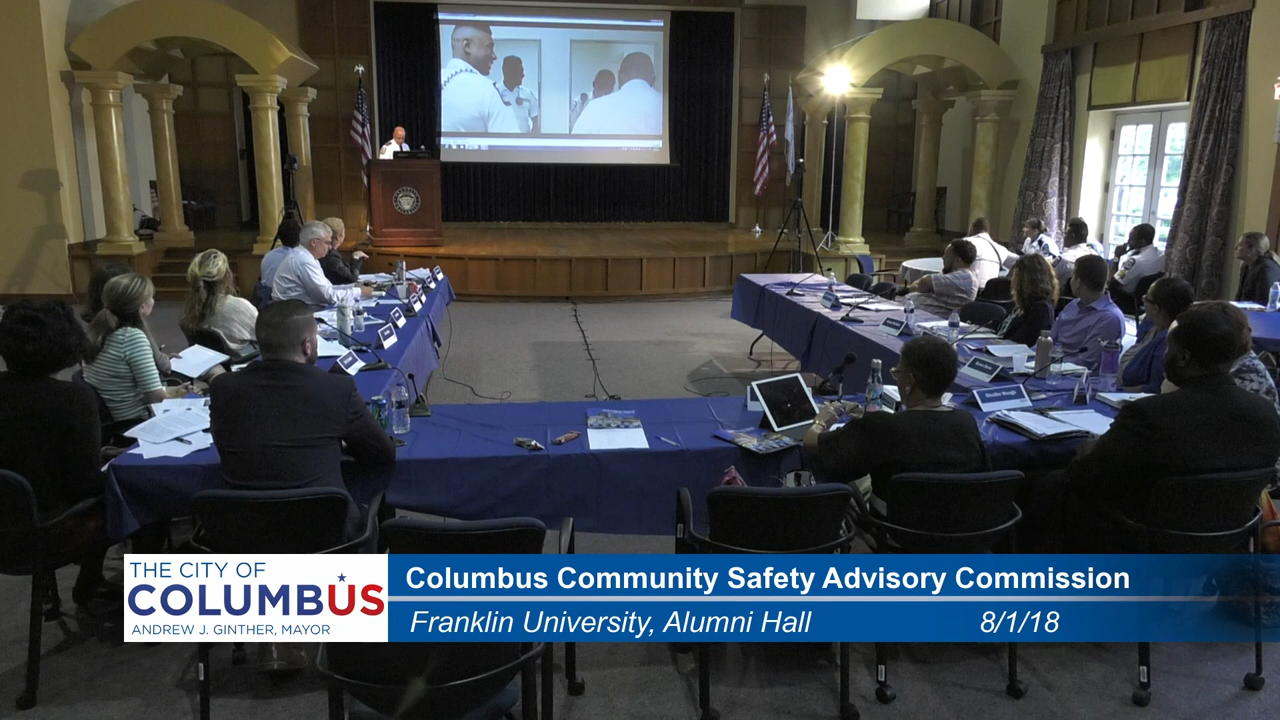 THE CITY OF
COLUMBUS
ANDREW J. GINTHER, MAYOR
Columbus Community Safety Advisory Commission
Franklin University, Alumni Hall 8/1/18